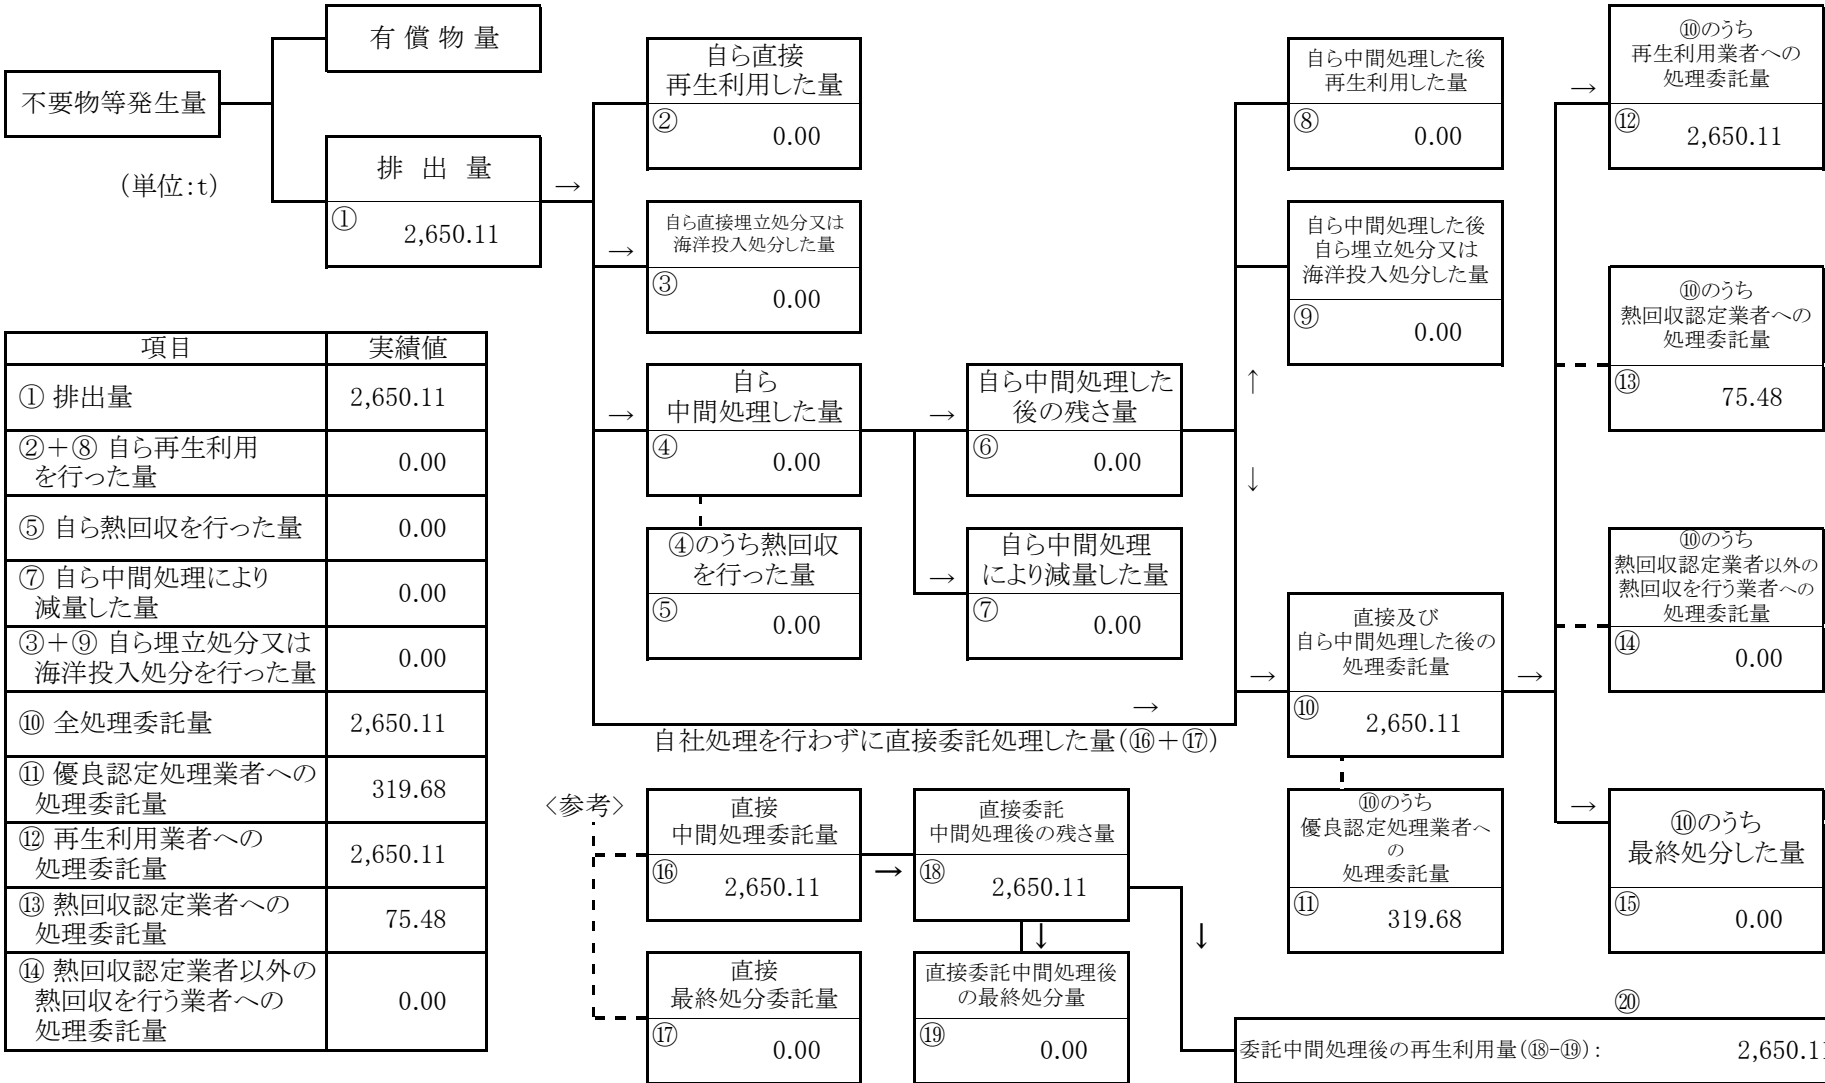 有 償 物 量
不要物等発生量
（単位:t）
排 出 量
①
2,650.11
→
自ら直接
再生利用した量
②
0.00
→
自ら直接埋立処分又は
海洋投入処分した量
③
0.00
→
自ら
中間処理した量
④
0.00
④のうち熱回収
を行った量
⑤
0.00
→
自ら中間処理した
後の残さ量
⑥
0.00
→
自ら中間処理
により減量した量
⑦
0.00
自ら中間処理した後
再生利用した量
⑧
0.00
自ら中間処理した後
自ら埋立処分又は
海洋投入処分した量
⑨
0.00
↑
↓
→
直接及び
自ら中間処理した後の
処理委託量
⑩
2,650.11
→
⑩のうち
優良認定処理業者へ
の
処理委託量
⑪
319.68
→
⑩のうち
再生利用業者への
処理委託量
⑫
2,650.11
⑩のうち
熱回収認定業者への
処理委託量
⑬
75.48
⑩のうち
熱回収認定業者以外の
熱回収を行う業者への
処理委託量
⑭
0.00
→
⑩のうち
最終処分した量
⑮
0.00
→
自社処理を行わずに直接委託処理した量（⑯＋⑰）
項目 実績値
① 排出量 2,650.11
②＋⑧ 自ら再生利用
を行った量 0.00
⑤ 自ら熱回収を行った量 0.00
⑦ 自ら中間処理により
減量した量 0.00
③＋⑨ 自ら埋立処分又は
海洋投入処分を行った量 0.00
⑩ 全処理委託量 2,650.11
⑪ 優良認定処理業者への
処理委託量 319.68
⑫ 再生利用業者への
処理委託量 2,650.11
⑬ 熱回収認定業者への
処理委託量 75.48
⑭ 熱回収認定業者以外の
熱回収を行う業者への
処理委託量 0.00
〈参考〉
直接
中間処理委託量
⑯
2,650.11
→
直接委託
中間処理後の残さ量
⑱
2,650.11
↓
↓
直接
最終処分委託量
⑰
0.00
直接委託中間処理後
の最終処分量
⑲
0.00
⑳
委託中間処理後の再生利用量（⑱-⑲）： 2,650.11